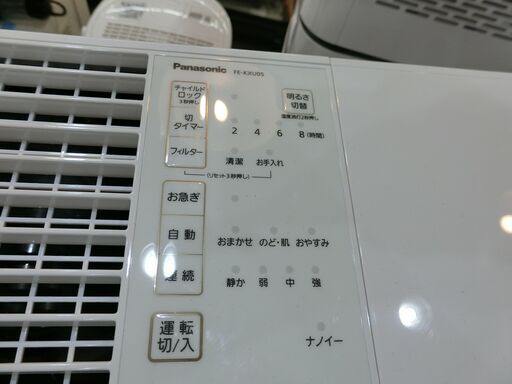 Panasonic FE-KXU05
チャイルド
ロック
3秒押し
明るさ
切替
切
タイマー
2 4 6 8(時間)
フィルター
清潔 お手入れ
(リセット3秒押し)
お急ぎ
自動
おまかせ のど・肌 おやすみ
連続
静か 弱 中 強
運転
切/入
ナノイー